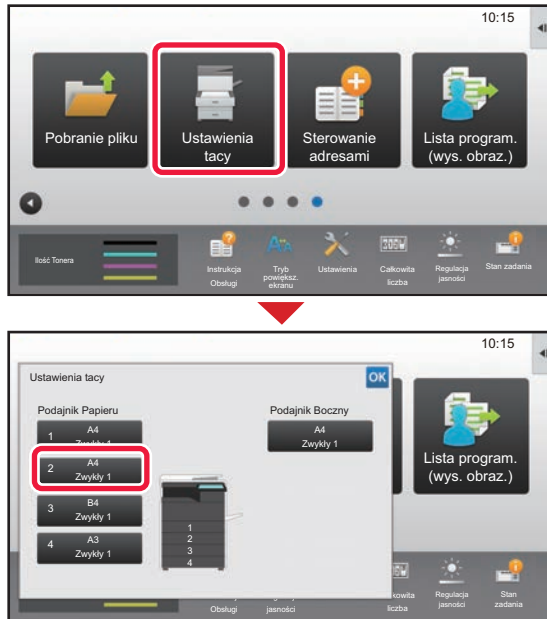 10:15
Pobranie pliku
Ustawienia
tacy
Sterowanie
adresami
Lista program.
(wys. obraz.)
Ilość Tonera
Instrukcja
Obsługi
Tryb
powiększ.
ekranu
Ustawienia
Całkowita
liczba
Regulacja
jasności
Stan zadania
10:15
Ustawienia tacy
OK
Podajnik Papieru
Podajnik Boczny
1 A4
Zwykły 1
A4
Zwykły 1
2 A4
Zwykły 1
3 B4
Zwykły 1
4 A3
Zwykły 1
1
2
3
4
Lista program.
(wys. obraz.)
Obsługi
jasności
kowita
liczba
Regulacja
jasności
Stan
zadania